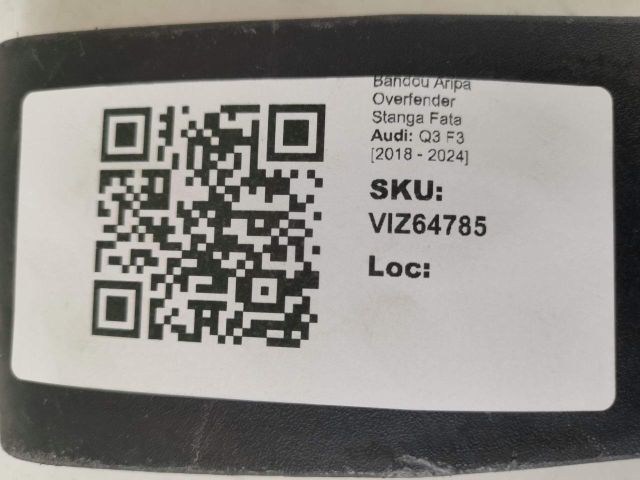 Bandou Aripa
Overfender
Stanga Fata
Audi: Q3 F3
[2018 - 2024]
SKU:
VIZ64785
Loc: